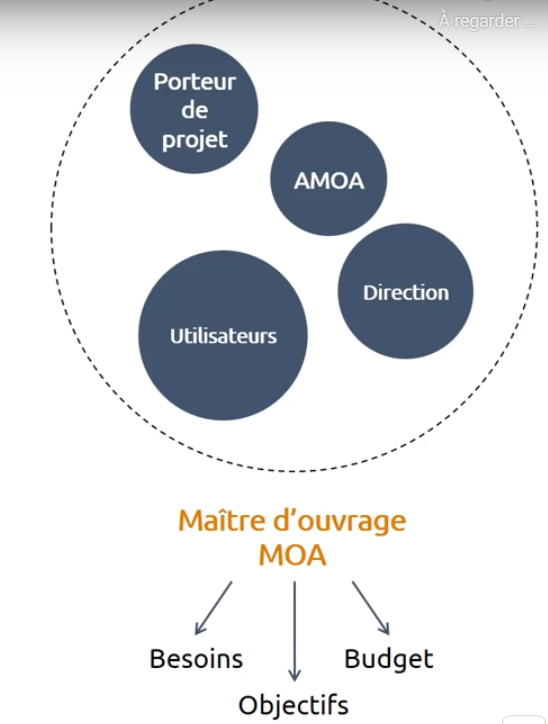 À regarder ...
Porteur
de
projet
AMOA
Direction
Utilisateurs
Maître d’ouvrage
MOA
Besoins
Budget
Objectifs